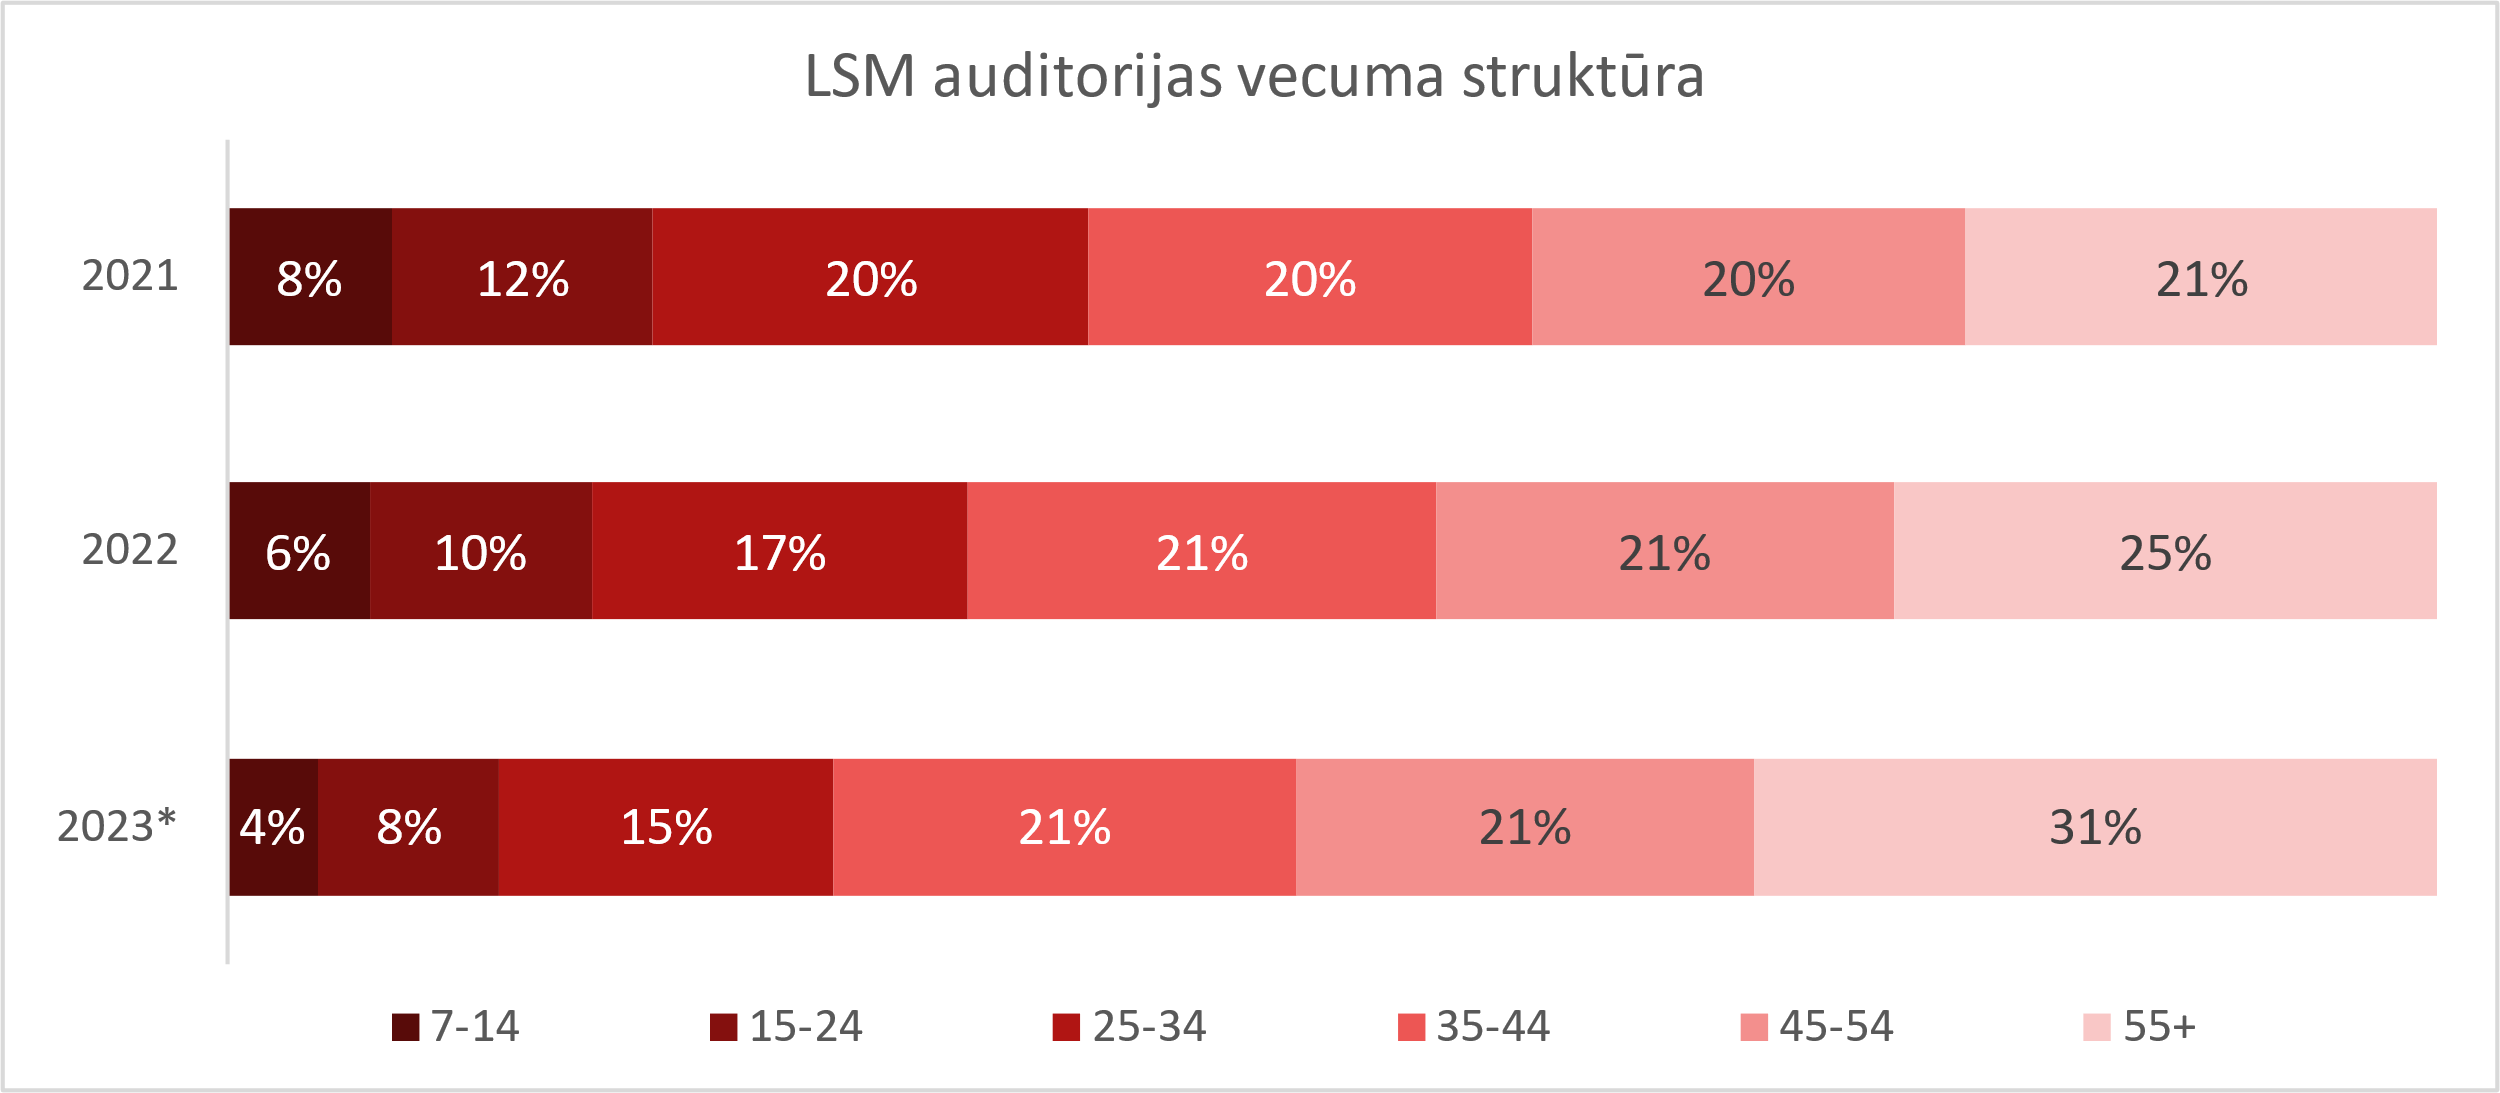 LSM auditorijas vecuma struktūra
2021 8% 12% 20% 20% 20% 21%
2022 6% 10% 17% 21% 21% 25%
2023* 4% 8% 15% 21% 21% 31%
7-14 15-24 25-34 35-44 45-54 55+